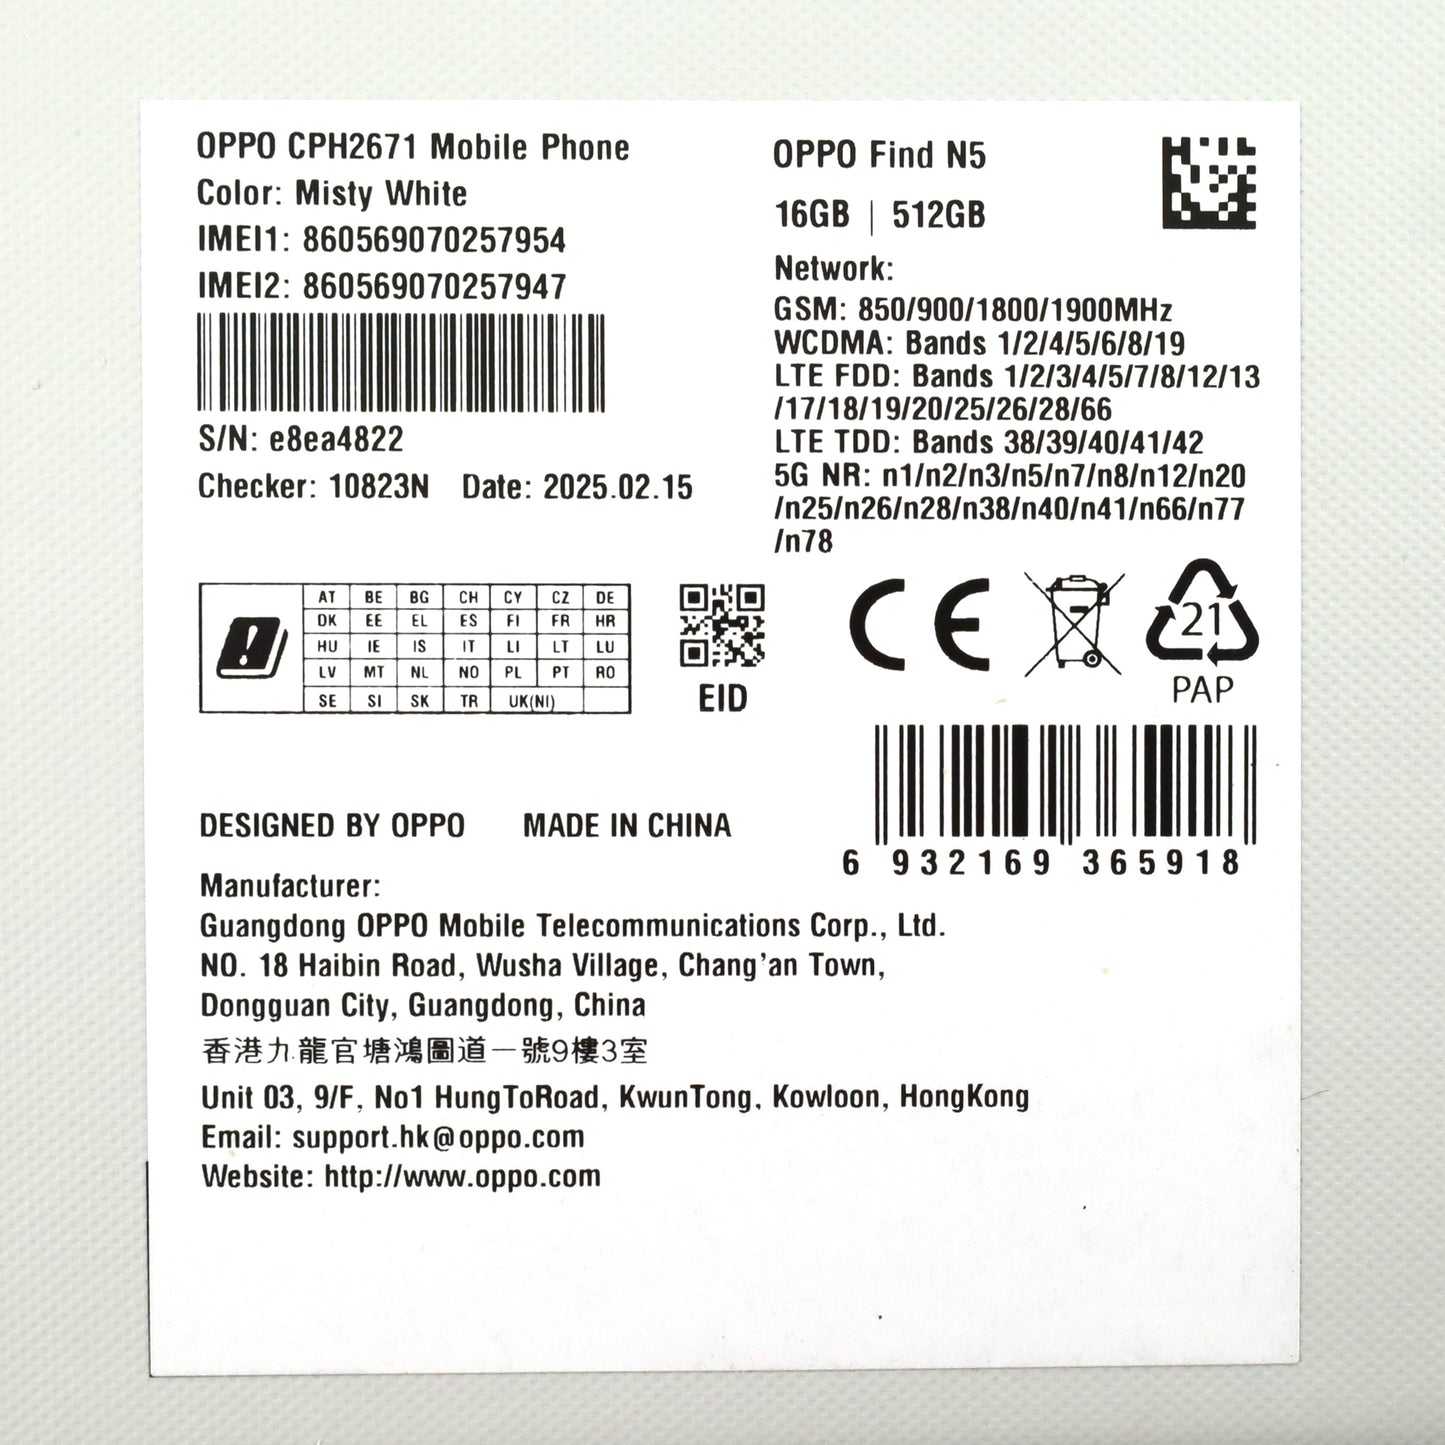 OPPO CPH2671 Mobile Phone
Color: Misty White
IMEI1: 860569070257954
IMEI2: 860569070257947
S/N: e8ea4822
Checker: 10823N Date: 2025.02.15
OPPO Find N5
16GB | 512GB
Network:
GSM: 850/900/1800/1900MHz
WCDMA: Bands 1/2/4/5/6/8/19
LTE FDD: Bands 1/2/3/4/5/7/8/12/13
/17/18/19/20/25/26/28/66
LTE TDD: Bands 38/39/40/41/42
5G NR: n1/n2/n3/n5/n7/n8/n12/n20
/n25/n26/n28/n38/n40/n41/n66/n77
/n78
AT BE BG CH CY CZ DE
DK EE EL ES FI FR HR
HU IE IS IT LI LT LU
LV MT NL NO PL PT RO
SE SI SK TR UK(NI)
EID
CE
21
PAP
6 932169 365918
DESIGNED BY OPPO MADE IN CHINA
Manufacturer:
Guangdong OPPO Mobile Telecommunications Corp., Ltd.
NO. 18 Haibin Road, Wusha Village, Chang'an Town,
Dongguan City, Guangdong, China
香港九龍官塘鴻圖道一號9樓3室
Unit 03, 9/F, No1 HungToRoad, KwunTong, Kowloon, HongKong
Email: support.hk@oppo.com
Website: http://www.oppo.com